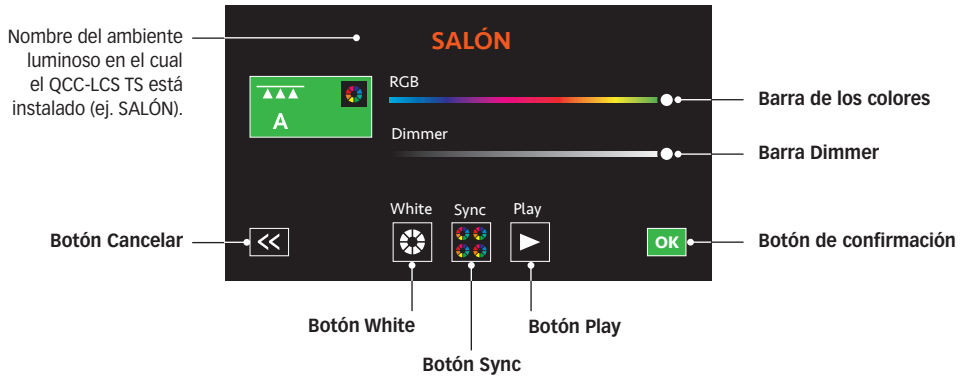 Nombre del ambiente
luminoso en el cual
el QCC-LCS TS está
instalado (ej. SALÓN).
SALÓN
A
RGB
Barra de los colores
Dimmer
Barra Dimmer
White Sync Play
Botón Cancelar
OK
Botón de confirmación
Botón White
Botón Play
Botón Sync